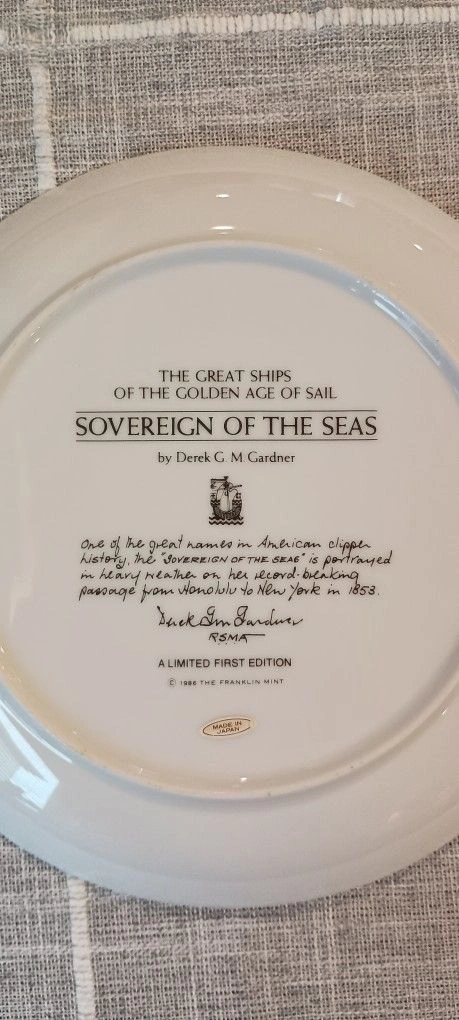 THE GREAT SHIPS
OF THE GOLDEN AGE OF SAIL
SOVEREIGN OF THE SEAS
by Derek G. M. Gardner
One of the great names in American clipper
history, the "SOVEREIGN OF THE SEAS" is portrayed
in heavy weather on her record-breaking
passage from Honolulu to New York in 1853.
Derek G M Gardner
RSMA
A LIMITED FIRST EDITION
© 1986 THE FRANKLIN MINT
MADE IN
JAPAN